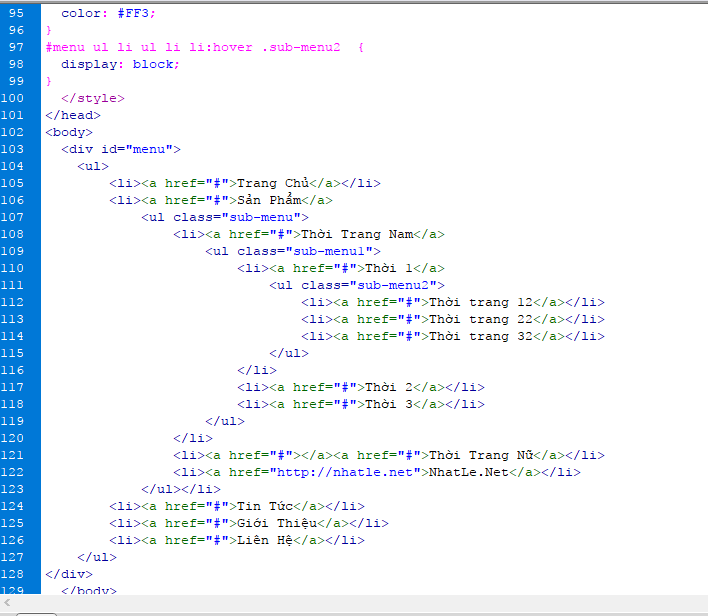 95 color: #FF3;
96 }
97 #menu ul li ul li li:hover .sub-menu2 {
98 display: block;
99 }
100 </style>
101 </head>
102 <body>
103 <div id="menu">
104 <ul>
105 <li><a href="#">Trang Chủ</a></li>
106 <li><a href="#">Sản Phẩm</a>
107 <ul class="sub-menu">
108 <li><a href="#">Thời Trang Nam</a>
109 <ul class="sub-menu1">
110 <li><a href="#">Thời 1</a>
111 <ul class="sub-menu2">
112 <li><a href="#">Thời trang 12</a></li>
113 <li><a href="#">Thời trang 22</a></li>
114 <li><a href="#">Thời trang 32</a></li>
115 </ul>
116 </li>
117 <li><a href="#">Thời 2</a></li>
118 <li><a href="#">Thời 3</a></li>
119 </ul>
120 </li>
121 <li><a href="#"></a><a href="#">Thời Trang Nữ</a></li>
122 <li><a href="http://nhatle.net">NhatLe.Net</a></li>
123 </ul></li>
124 <li><a href="#">Tin Tức</a></li>
125 <li><a href="#">Giới Thiệu</a></li>
126 <li><a href="#">Liên Hệ</a></li>
127 </ul>
128 </div>
129 </body>